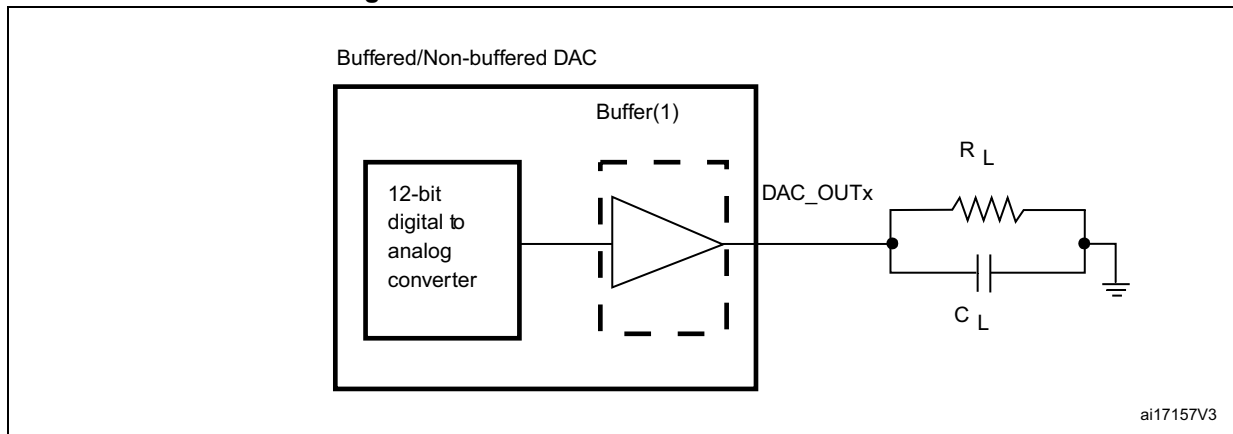 Buffered/Non-buffered DAC
Buffer(1)
12-bit
digital to
analog
converter
DAC_OUTx
R L
C L
ai17157V3